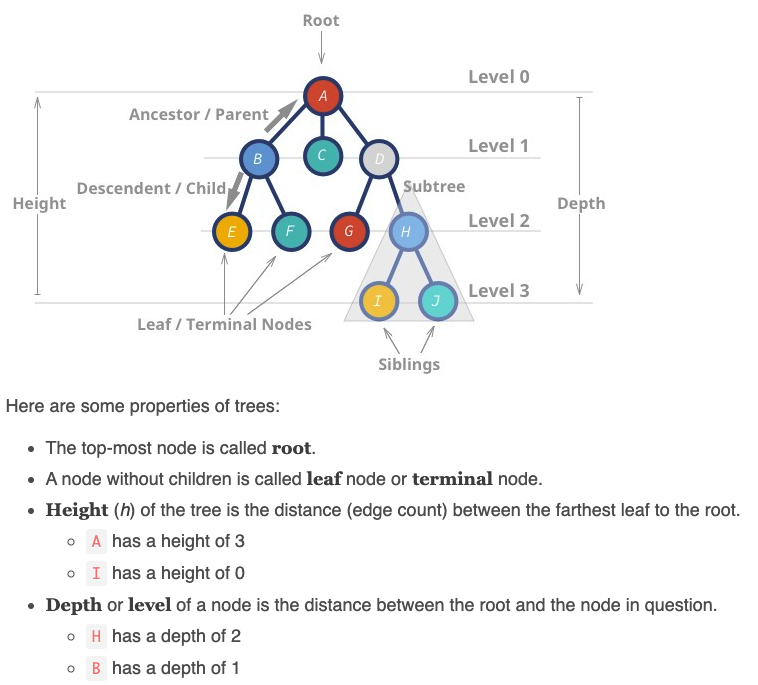 Root
Level 0
A
Ancestor / Parent
Level 1
B
C
D
Descendent / Child
Subtree
Height
Depth
Level 2
E
F
G
H
Level 3
I
J
Leaf / Terminal Nodes
Siblings
Here are some properties of trees:
• The top-most node is called root.
• A node without children is called leaf node or terminal node.
• Height (h) of the tree is the distance (edge count) between the farthest leaf to the root.
◦ A has a height of 3
◦ I has a height of 0
• Depth or level of a node is the distance between the root and the node in question.
◦ H has a depth of 2
◦ B has a depth of 1